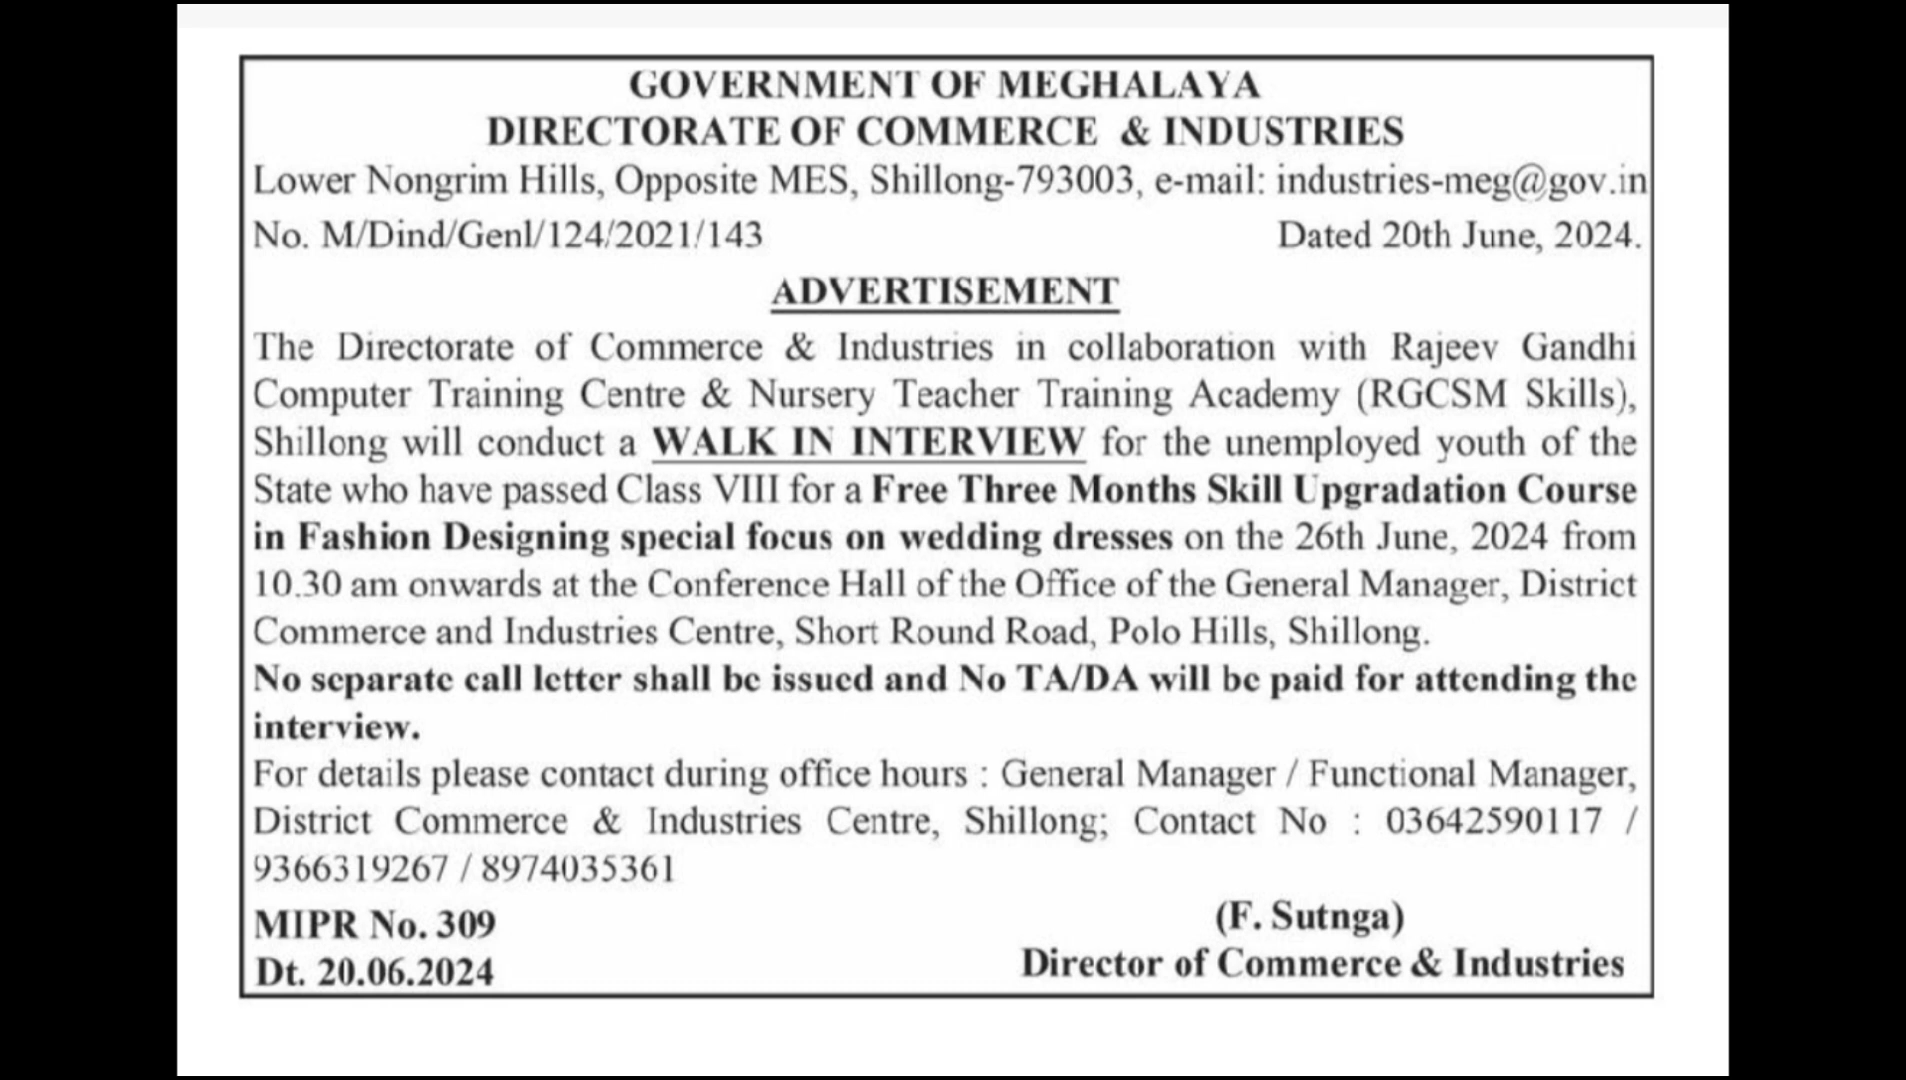 GOVERNMENT OF MEGHALAYA
DIRECTORATE OF COMMERCE & INDUSTRIES
Lower Nongrim Hills, Opposite MES, Shillong-793003, e-mail: industries-meg@gov.in
No. M/Dind/Genl/124/2021/143 Dated 20th June, 2024.
ADVERTISEMENT
The Directorate of Commerce & Industries in collaboration with Rajeev Gandhi
Computer Training Centre & Nursery Teacher Training Academy (RGCSM Skills),
Shillong will conduct a WALK IN INTERVIEW for the unemployed youth of the
State who have passed Class VIII for a Free Three Months Skill Upgradation Course
in Fashion Designing special focus on wedding dresses on the 26th June, 2024 from
10.30 am onwards at the Conference Hall of the Office of the General Manager, District
Commerce and Industries Centre, Short Round Road, Polo Hills, Shillong.
No separate call letter shall be issued and No TA/DA will be paid for attending the
interview.
For details please contact during office hours : General Manager / Functional Manager,
District Commerce & Industries Centre, Shillong; Contact No : 03642590117 /
9366319267 / 8974035361
MIPR No. 309 (F. Sutnga)
Dt. 20.06.2024 Director of Commerce & Industries